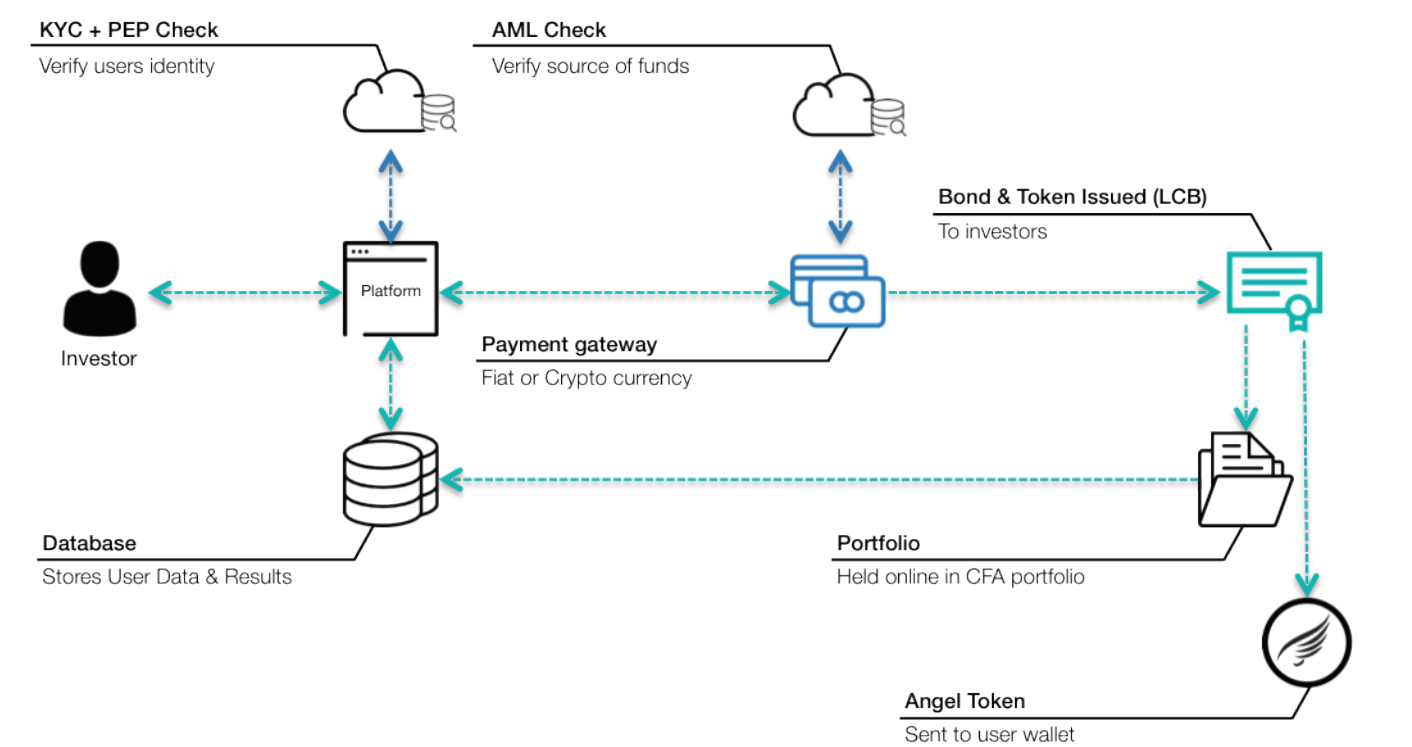 KYC + PEP Check
Verify users identity
AML Check
Verify source of funds
Bond & Token Issued (LCB)
To investors
Platform
Investor
Payment gateway
Fiat or Crypto currency
Database
Stores User Data & Results
Portfolio
Held online in CFA portfolio
Angel Token
Sent to user wallet